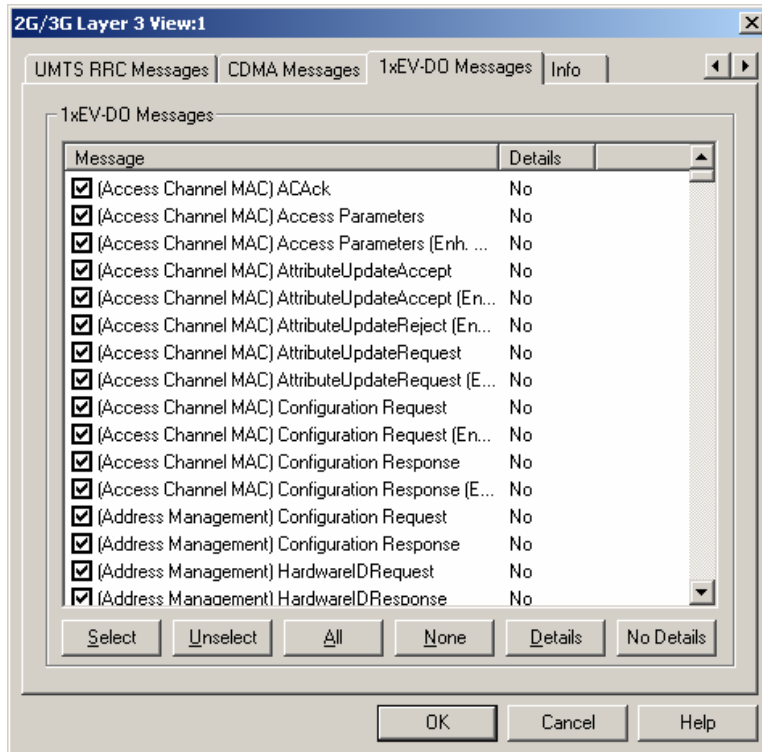 2G/3G Layer 3 View:1
UMTS RRC Messages CDMA Messages 1xEV-DO Messages Info
1xEV-DO Messages
Message Details
(Access Channel MAC) ACAck No
(Access Channel MAC) Access Parameters No
(Access Channel MAC) Access Parameters (Enh. ... No
(Access Channel MAC) AttributeUpdateAccept No
(Access Channel MAC) AttributeUpdateAccept (En... No
(Access Channel MAC) AttributeUpdateReject (En... No
(Access Channel MAC) AttributeUpdateRequest No
(Access Channel MAC) AttributeUpdateRequest (E... No
(Access Channel MAC) Configuration Request No
(Access Channel MAC) Configuration Request (En... No
(Access Channel MAC) Configuration Response No
(Access Channel MAC) Configuration Response (E... No
(Address Management) Configuration Request No
(Address Management) Configuration Response No
(Address Management) HardwareIDRequest No
(Address Management) HardwareIDResponse No
Select Unselect All None Details No Details
OK Cancel Help